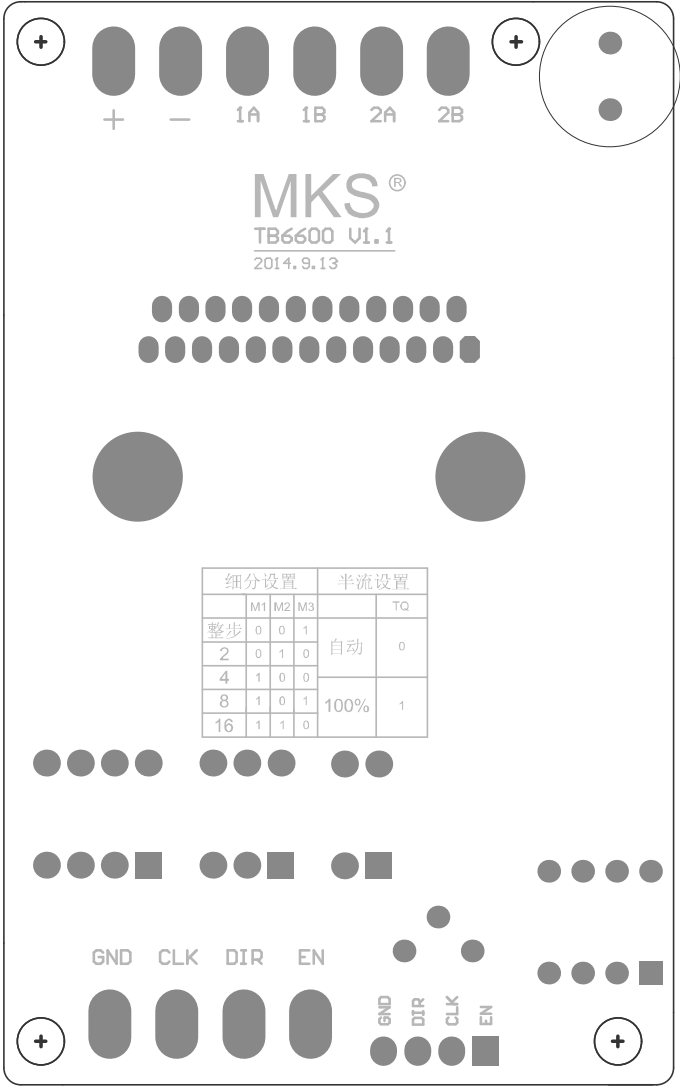 + − 1A 1B 2A 2B
MKS®
TB6600 V1.1
2014.9.13
细分设置 半流设置
M1 M2 M3 TQ
整步 0 0 1 自动 0
2 0 1 0
4 1 0 0
8 1 0 1 100% 1
16 1 1 0
GND CLK DIR EN
GND DIR CLK EN